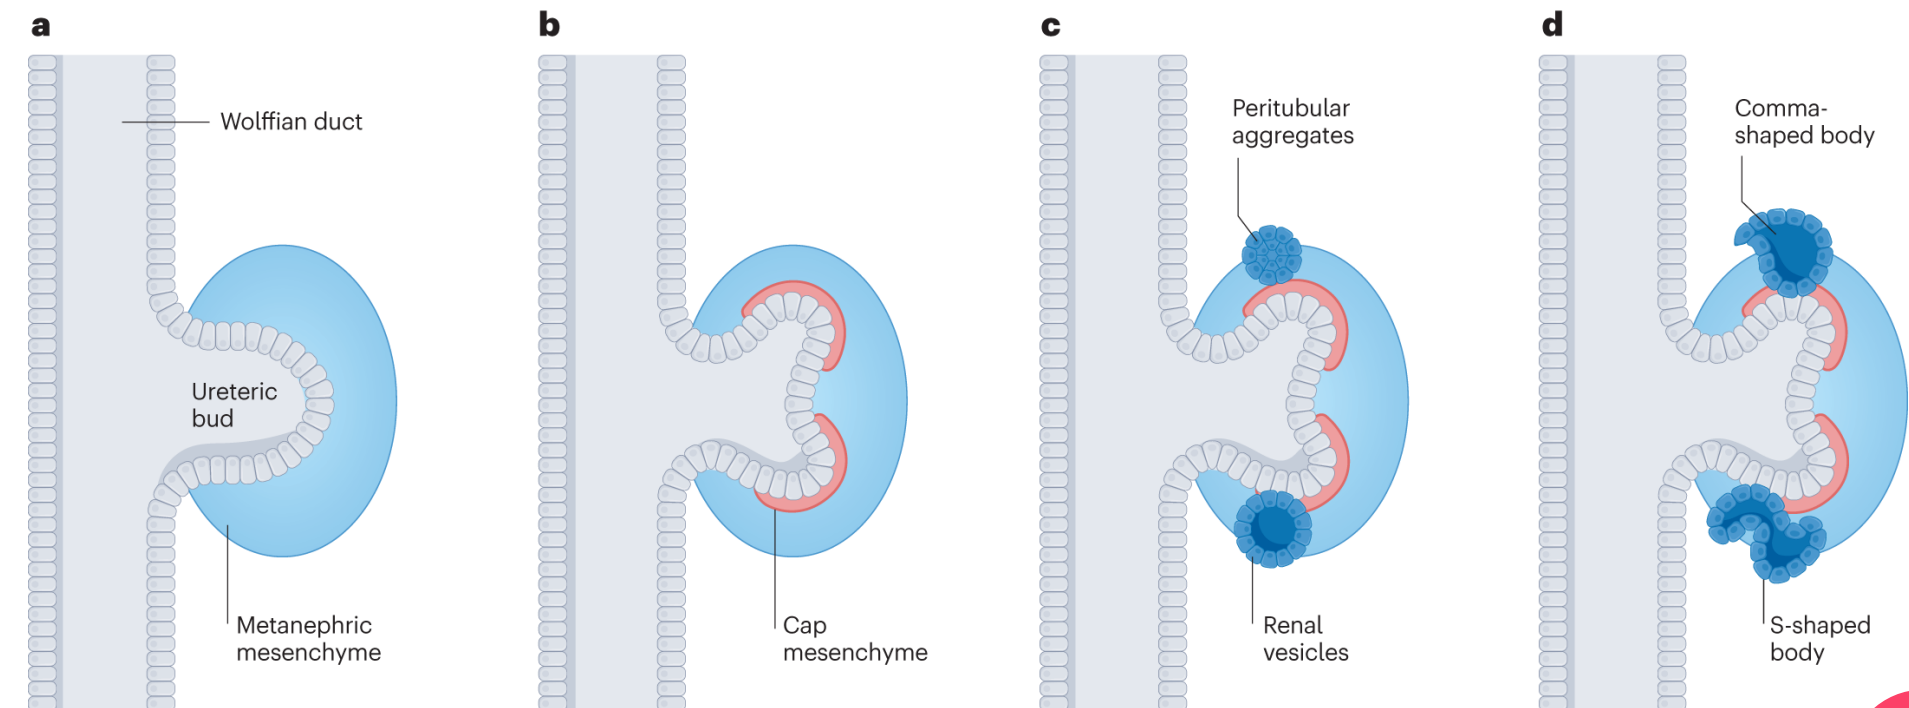 a
Wolffian duct
Ureteric
bud
Metanephric
mesenchyme
b
Cap
mesenchyme
c
Peritubular
aggregates
Renal
vesicles
d
Comma-
shaped body
S-shaped
body